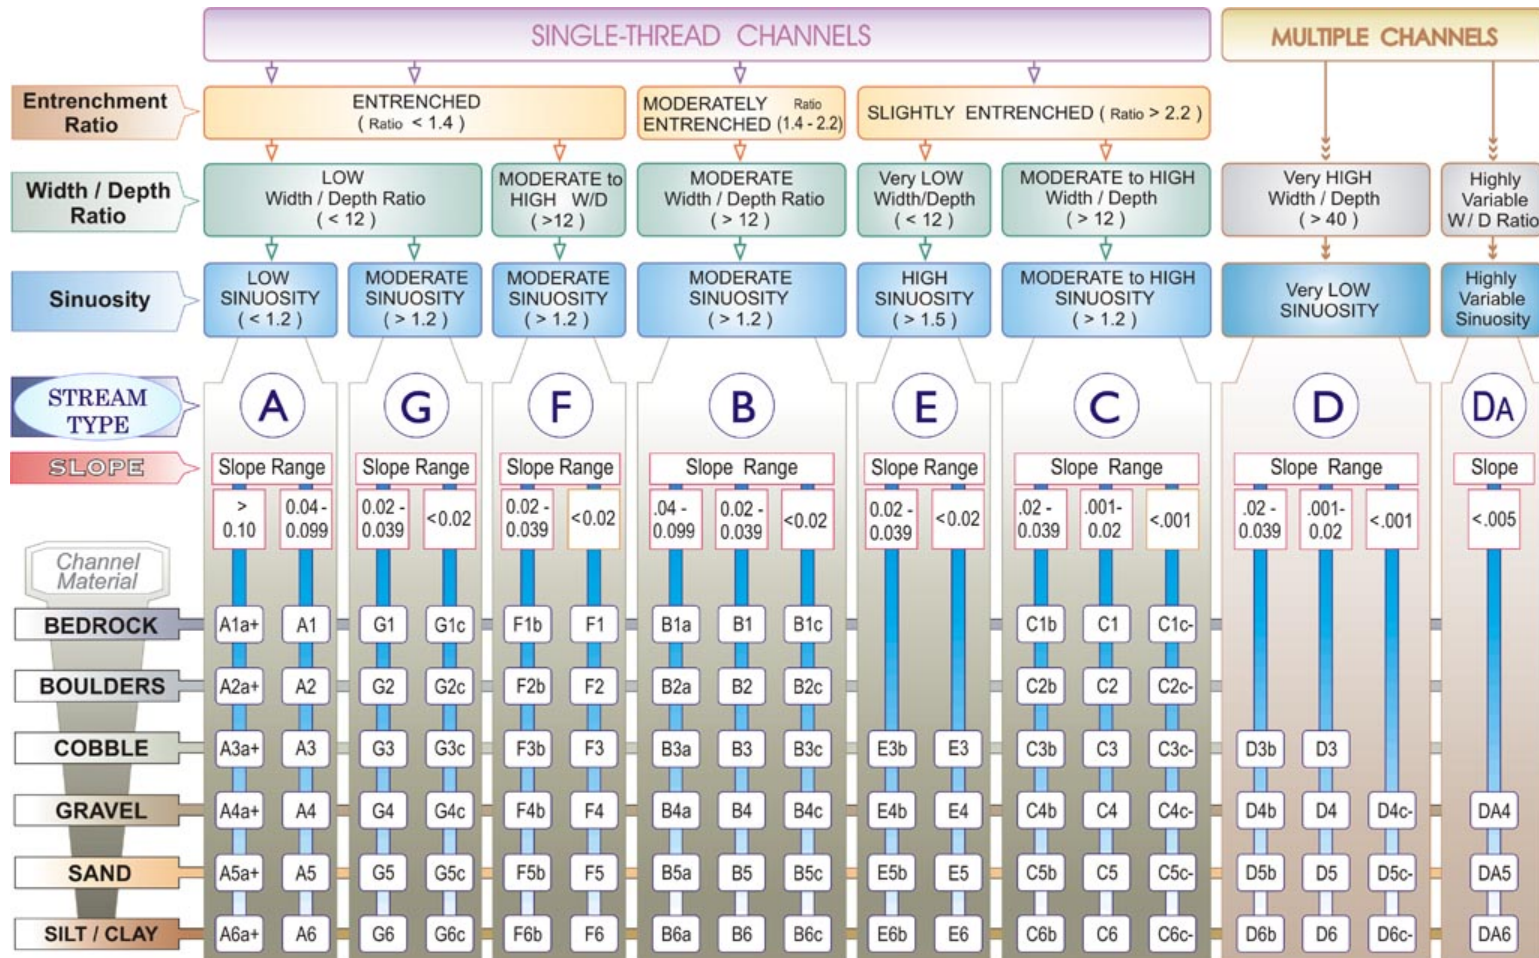 SINGLE-THREAD CHANNELS
MULTIPLE CHANNELS
Entrenchment
Ratio
ENTRENCHED
( Ratio < 1.4 )
MODERATELY Ratio
ENTRENCHED (1.4 - 2.2)
SLIGHTLY ENTRENCHED ( Ratio > 2.2 )
Width / Depth
Ratio
LOW
Width / Depth Ratio
( < 12 )
MODERATE to
HIGH W/D
( >12 )
MODERATE
Width / Depth Ratio
( > 12 )
Very LOW
Width/Depth
( < 12 )
MODERATE to HIGH
Width / Depth
( > 12 )
Very HIGH
Width / Depth
( > 40 )
Highly
Variable
W / D Ratio
Sinuosity
LOW
SINUOSITY
( < 1.2 )
MODERATE
SINUOSITY
( > 1.2 )
MODERATE
SINUOSITY
( > 1.2 )
MODERATE
SINUOSITY
( > 1.2 )
HIGH
SINUOSITY
( > 1.5 )
MODERATE to HIGH
SINUOSITY
( > 1.2 )
Very LOW
SINUOSITY
Highly
Variable
Sinuosity
STREAM
TYPE
A G F B E C D DA
SLOPE
Slope Range Slope Range Slope Range Slope Range Slope Range Slope Range Slope Range Slope
>
0.10
0.04 -
0.099
0.02 -
0.039
<0.02
0.02 -
0.039
<0.02
.04 -
0.099
0.02 -
0.039
<0.02
0.02 -
0.039
<0.02
.02 -
0.039
.001-
0.02
<.001
.02 -
0.039
.001-
0.02
<.001
<.005
Channel
Material
BEDROCK A1a+ A1 G1 G1c F1b F1 B1a B1 B1c C1b C1 C1c-
BOULDERS A2a+ A2 G2 G2c F2b F2 B2a B2 B2c C2b C2 C2c-
COBBLE A3a+ A3 G3 G3c F3b F3 B3a B3 B3c E3b E3 C3b C3 C3c- D3b D3
GRAVEL A4a+ A4 G4 G4c F4b F4 B4a B4 B4c E4b E4 C4b C4 C4c- D4b D4 D4c- DA4
SAND A5a+ A5 G5 G5c F5b F5 B5a B5 B5c E5b E5 C5b C5 C5c- D5b D5 D5c- DA5
SILT / CLAY A6a+ A6 G6 G6c F6b F6 B6a B6 B6c E6b E6 C6b C6 C6c- D6b D6 D6c- DA6